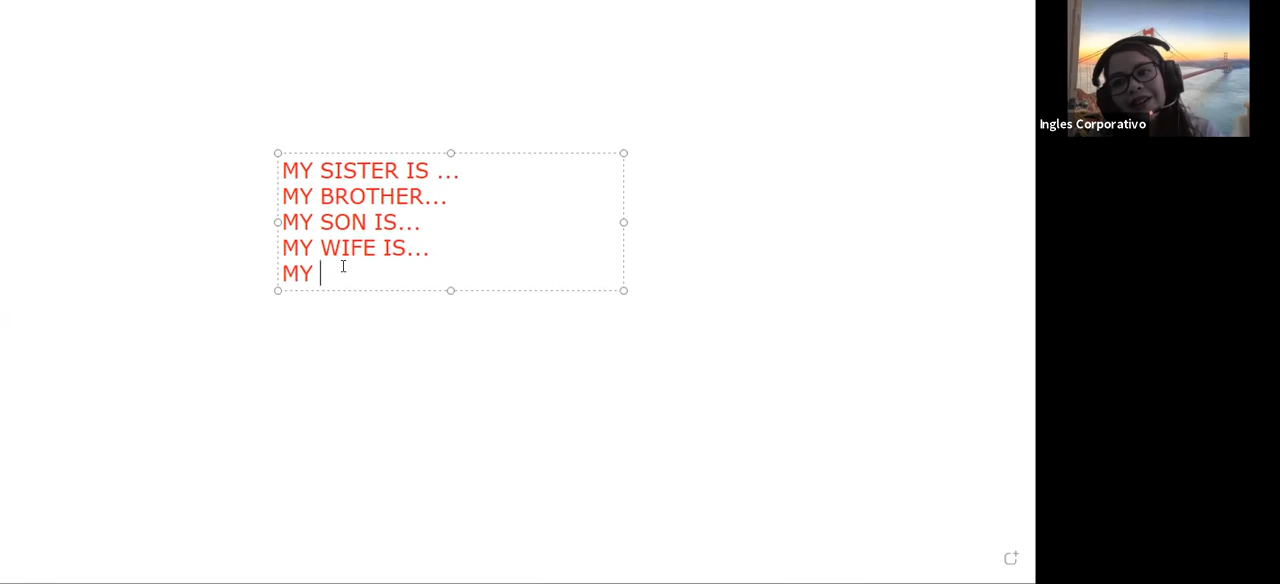 MY SISTER IS ...
MY BROTHER...
MY SON IS...
MY WIFE IS...
MY
Ingles Corporativo